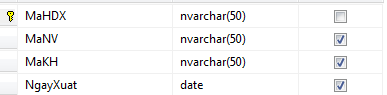 MaHDX nvarchar(50)
MaNV nvarchar(50)
MaKH nvarchar(50)
NgayXuat date